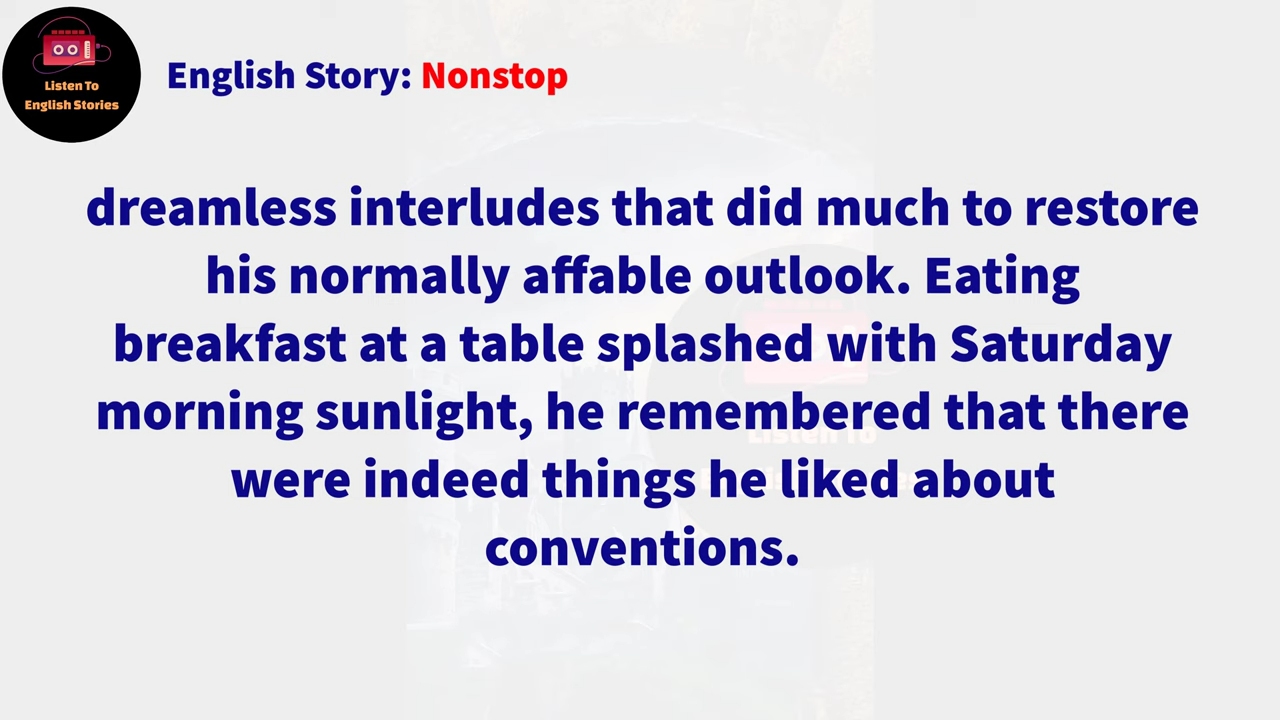 Listen To
English Stories
English Story: Nonstop
dreamless interludes that did much to restore
his normally affable outlook. Eating
breakfast at a table splashed with Saturday
morning sunlight, he remembered that there
were indeed things he liked about
conventions.
Listen To